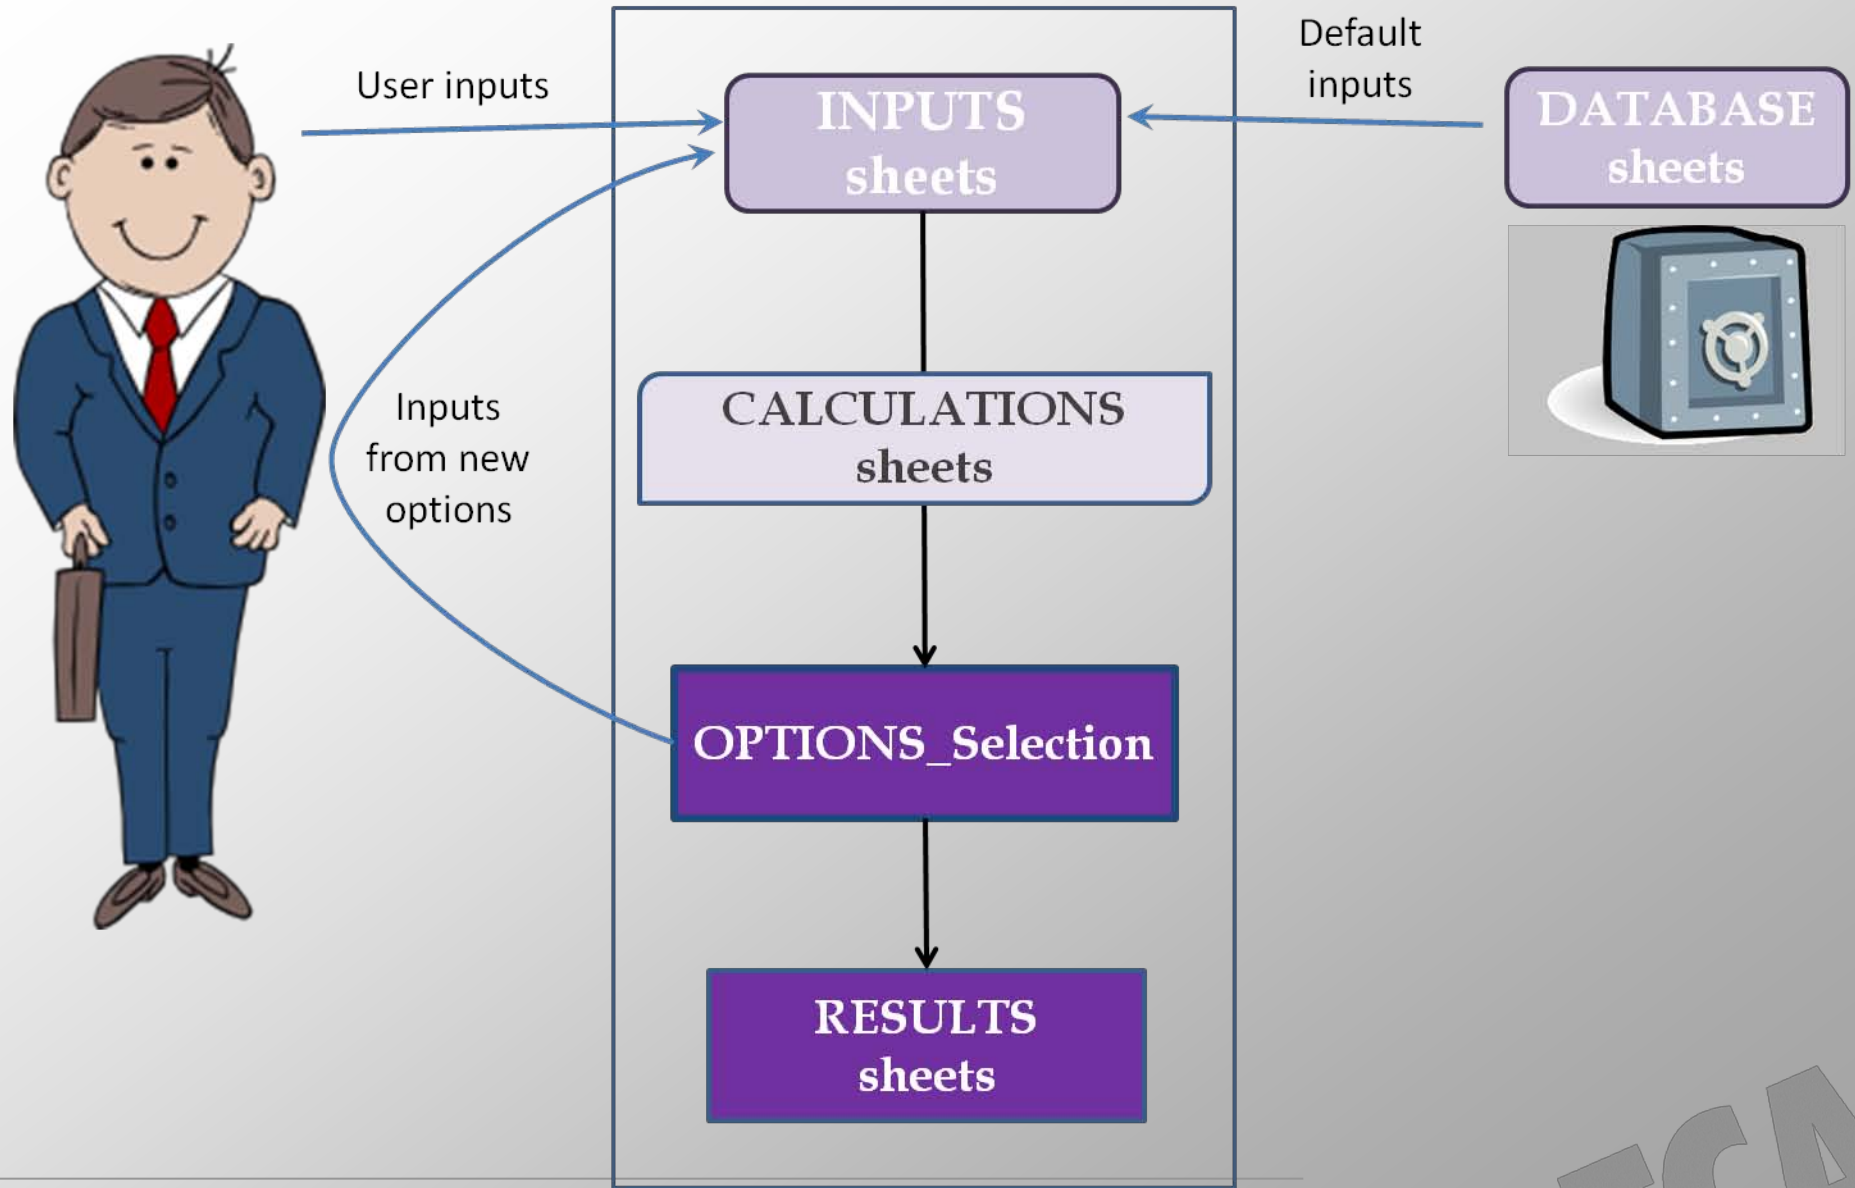 User inputs
INPUTS
sheets
Default
inputs
DATABASE
sheets
Inputs
from new
options
CALCULATIONS
sheets
OPTIONS_Selection
RESULTS
sheets